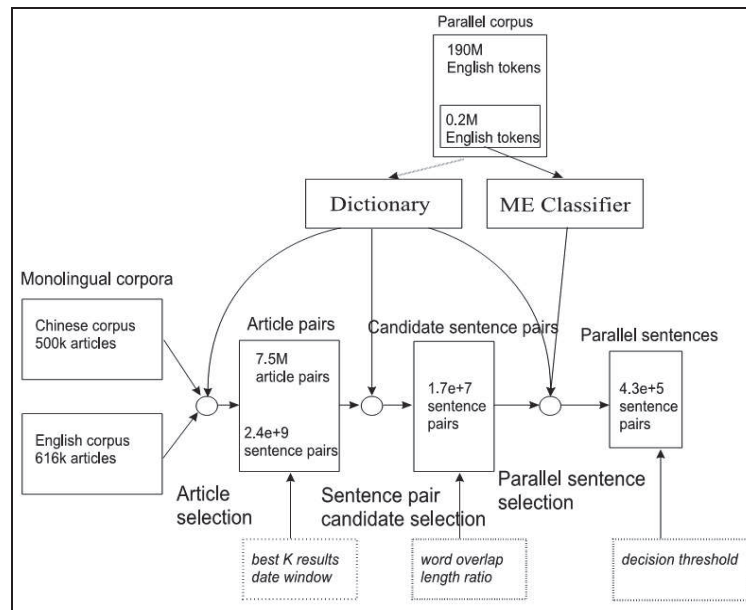 Parallel corpus
190M
English tokens
0.2M
English tokens
Dictionary
ME Classifier
Monolingual corpora
Chinese corpus
500k articles
English corpus
616k articles
Article pairs
7.5M
article pairs
2.4e+9
sentence pairs
Candidate sentence pairs
1.7e+7
sentence
pairs
Parallel sentences
4.3e+5
sentence
pairs
Article
selection
Sentence pair
candidate selection
Parallel sentence
selection
best K results
date window
word overlap
length ratio
decision threshold